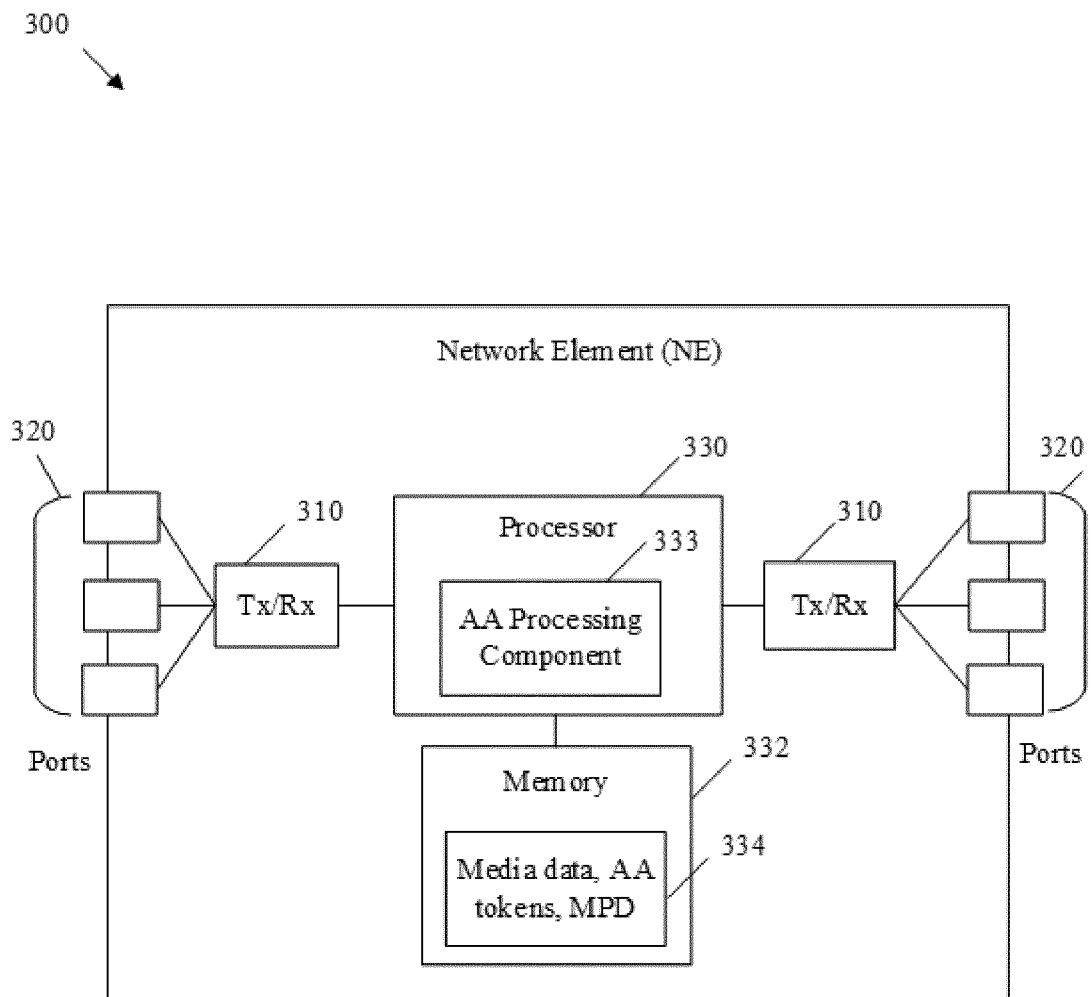 300
Network Element (NE)
320
330
320
310
Processor
310
333
Tx/Rx
AA Processing
Component
Tx/Rx
Ports
332
Ports
Memory
334
Media data, AA
tokens, MPD